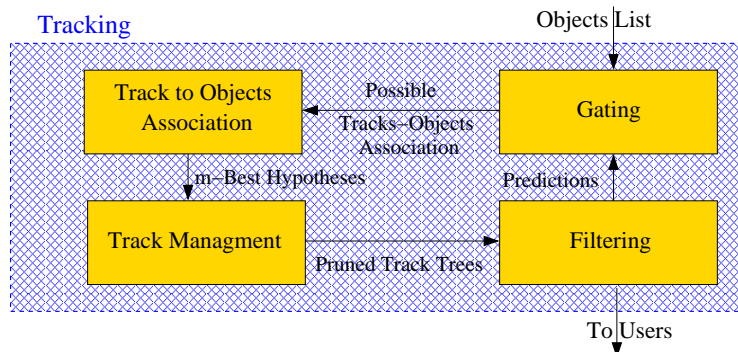 Objects List
Tracking
Track to Objects
Association
Possible
Tracks–Objects
Association
Gating
m–Best Hypotheses
Predictions
Track Managment
Pruned Track Trees
Filtering
To Users